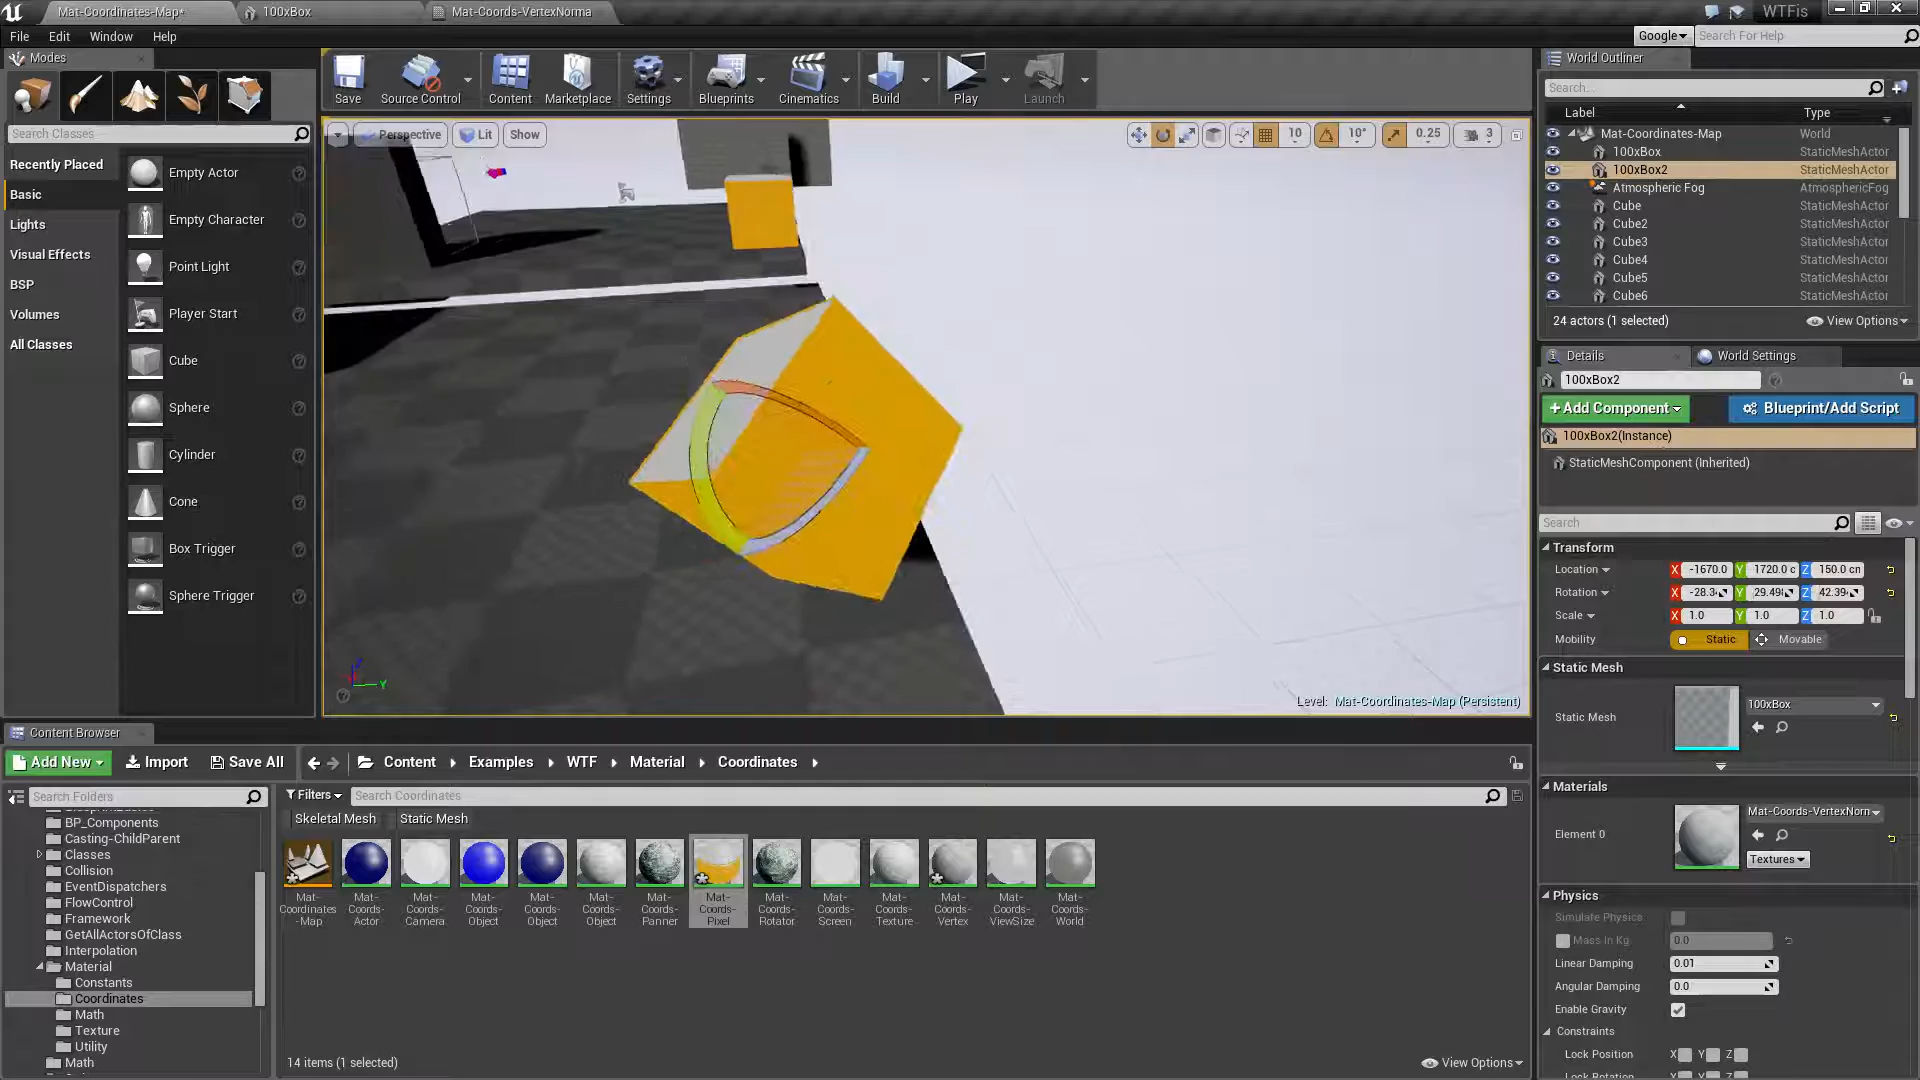 Mat-Coordinates-Map*
100xBox
Mat-Coords-VertexNorma
WTFis
File
Edit
Window
Help
Google
Search For Help
Modes
Save
Source Control
Content
Marketplace
Settings
Blueprints
Cinematics
Build
Play
Launch
Search Classes
Recently Placed
Basic
Lights
Visual Effects
BSP
Volumes
All Classes
Empty Actor
Empty Character
Point Light
Player Start
Cube
Sphere
Cylinder
Cone
Box Trigger
Sphere Trigger
Perspective
Lit
Show
10
10°
0.25
3
Y
Level: Mat-Coordinates-Map (Persistent)
World Outliner
Search...
Label
Type
Mat-Coordinates-Map
World
100xBox
StaticMeshActor
100xBox2
StaticMeshActor
Atmospheric Fog
AtmosphericFog
Cube
StaticMeshActor
Cube2
StaticMeshActor
Cube3
StaticMeshActor
Cube4
StaticMeshActor
Cube5
StaticMeshActor
Cube6
StaticMeshActor
24 actors (1 selected)
View Options
Details
World Settings
100xBox2
+Add Component
Blueprint/Add Script
100xBox2(Instance)
StaticMeshComponent (Inherited)
Search
Transform
Location
X -1670.0 Y 1720.0 c Z 150.0 cm
Rotation
X -28.3 Y 29.49 Z 42.39
Scale
X 1.0 Y 1.0 Z 1.0
Mobility
Static
Movable
Static Mesh
Static Mesh
100xBox
Materials
Element 0
Mat-Coords-VertexNorm
Textures
Physics
Simulate Physics
Mass in Kg
0.0
Linear Damping
0.01
Angular Damping
0.0
Enable Gravity
Constraints
Lock Position
X Y Z
Lock Rotation
Content Browser
Add New
Import
Save All
Content
Examples
WTF
Material
Coordinates
Search Folders
Filters
Search Coordinates
Skeletal Mesh
Static Mesh
BP_Components
Casting-ChildParent
Classes
Collision
EventDispatchers
FlowControl
Framework
GetAllActorsOfClass
Interpolation
Material
Constants
Coordinates
Math
Texture
Utility
Math
Mat-
Coordinates
-Map
Mat-
Coords-
Actor
Mat-
Coords-
Camera
Mat-
Coords-
Object
Mat-
Coords-
Object
Mat-
Coords-
Object
Mat-
Coords-
Panner
Mat-
Coords-
Pixel
Mat-
Coords-
Rotator
Mat-
Coords-
Screen
Mat-
Coords-
Texture
Mat-
Coords-
Vertex
Mat-
Coords-
ViewSize
Mat-
Coords-
World
14 items (1 selected)
View Options